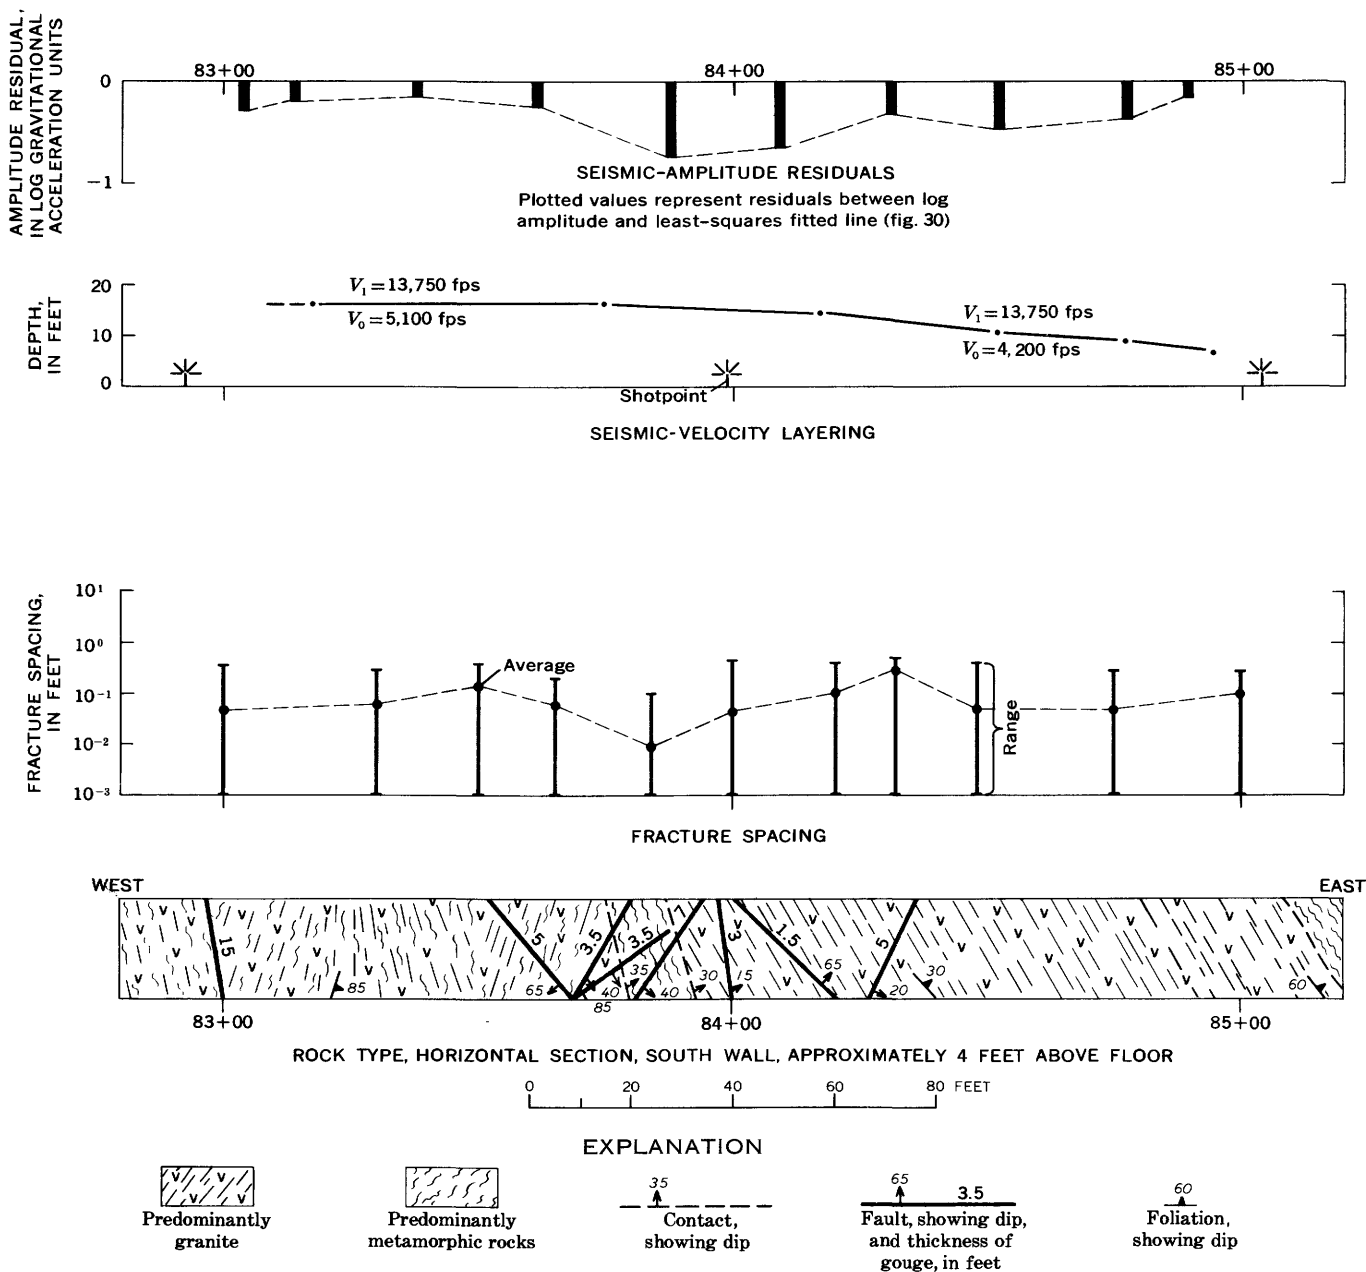 AMPLITUDE RESIDUAL,
IN LOG GRAVITATIONAL
ACCELERATION UNITS
83+00
84+00
85+00
0
−1
SEISMIC-AMPLITUDE RESIDUALS
Plotted values represent residuals between log
amplitude and least-squares fitted line (fig. 30)
DEPTH,
IN FEET
20
10
0
V₁=13,750 fps
V₀=5,100 fps
V₁=13,750 fps
V₀=4,200 fps
Shotpoint
SEISMIC-VELOCITY LAYERING
FRACTURE SPACING,
IN FEET
10¹
10⁰
10⁻¹
10⁻²
10⁻³
Average
Range
FRACTURE SPACING
WEST
EAST
15
85
5
65
3.5
3.5
40
85
35
40
7
30
3
15
1.5
65
5
20
30
60
83+00
84+00
85+00
ROCK TYPE, HORIZONTAL SECTION, SOUTH WALL, APPROXIMATELY 4 FEET ABOVE FLOOR
0 20 40 60 80 FEET
EXPLANATION
Predominantly
granite
Predominantly
metamorphic rocks
35
Contact,
showing dip
65
3.5
Fault, showing dip,
and thickness of
gouge, in feet
60
Foliation,
showing dip